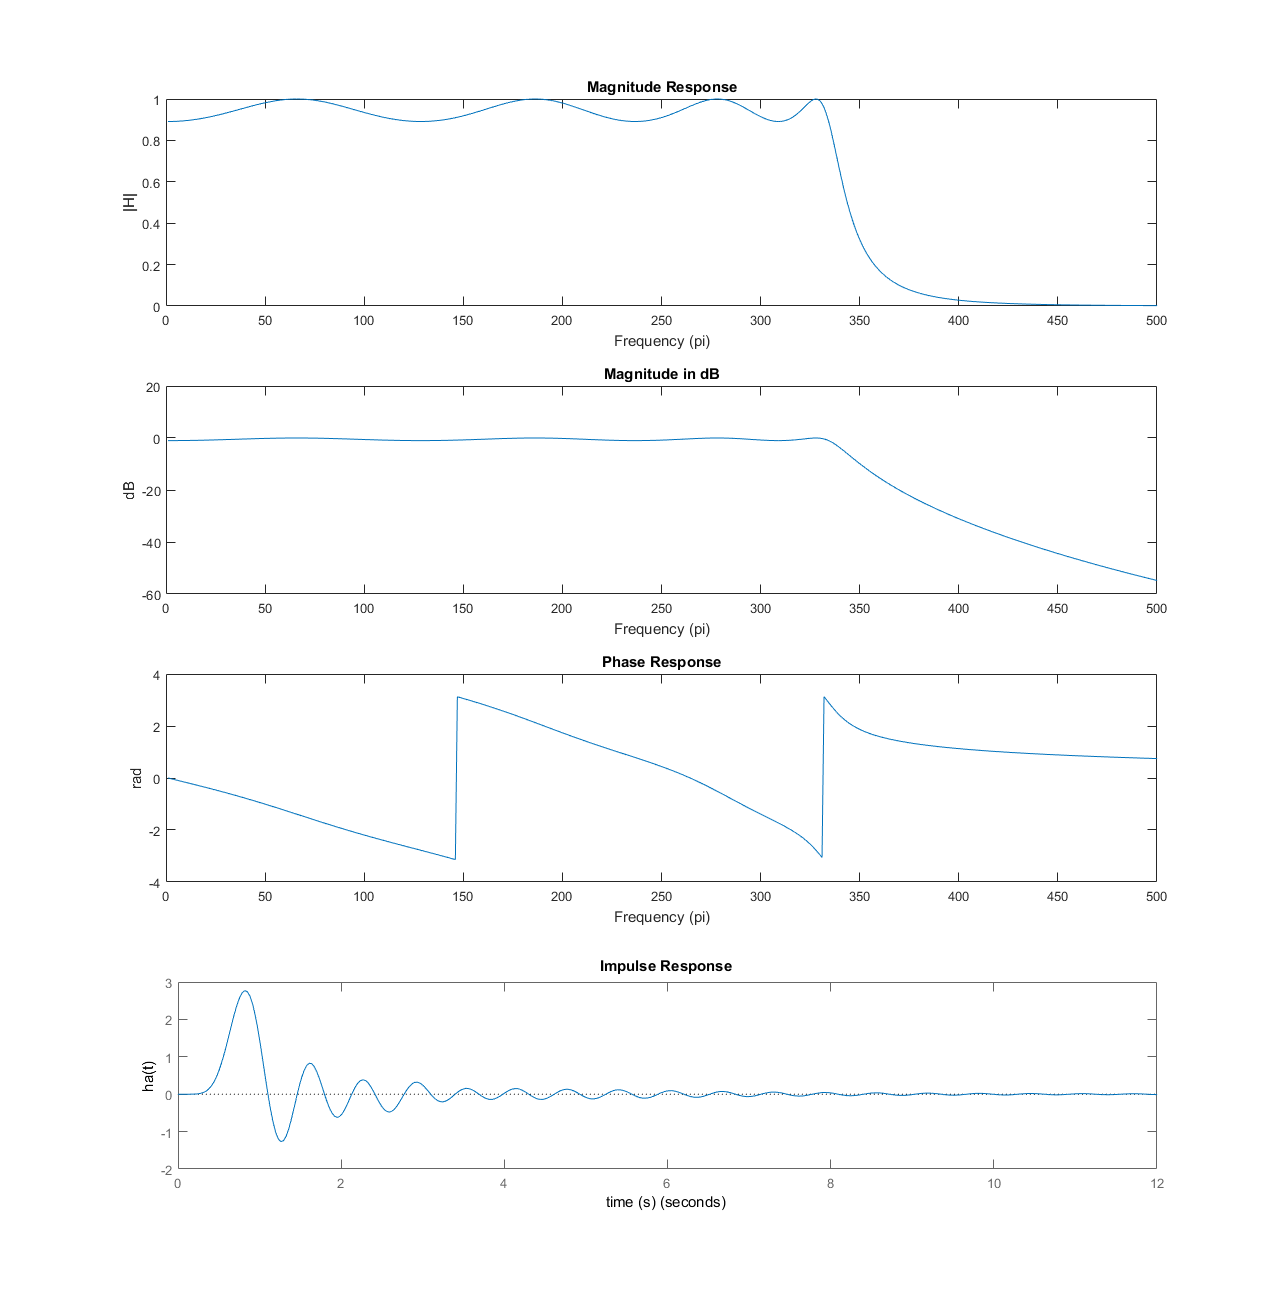 Magnitude Response
1
0.8
0.6
0.4
0.2
0
|H|
0 50 100 150 200 250 300 350 400 450 500
Frequency (pi)
Magnitude in dB
20
0
-20
-40
-60
dB
0 50 100 150 200 250 300 350 400 450 500
Frequency (pi)
Phase Response
4
2
0
-2
-4
rad
0 50 100 150 200 250 300 350 400 450 500
Frequency (pi)
Impulse Response
3
2
1
0
-1
-2
ha(t)
0 2 4 6 8 10 12
time (s) (seconds)